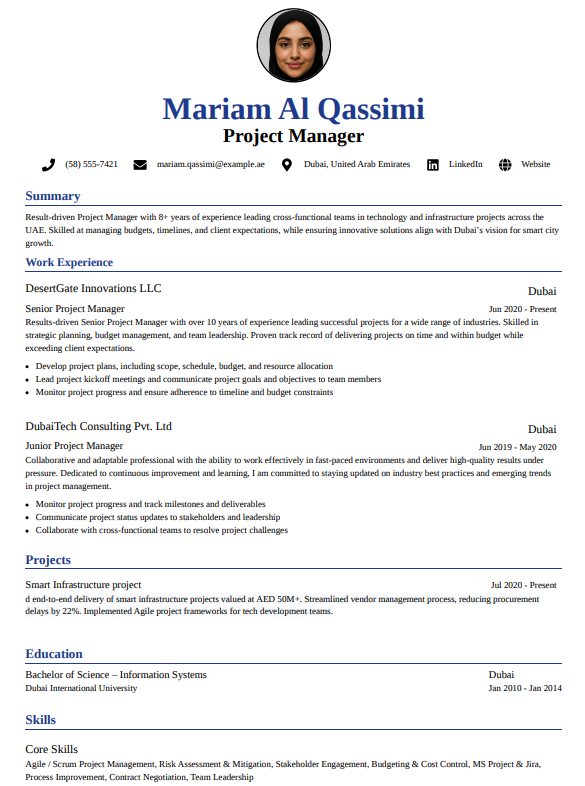 Mariam Al Qassimi
Project Manager
(58) 555-7421 mariam.qassimi@example.ae Dubai, United Arab Emirates LinkedIn Website
Summary
Result-driven Project Manager with 8+ years of experience leading cross-functional teams in technology and infrastructure projects across the
UAE. Skilled at managing budgets, timelines, and client expectations, while ensuring innovative solutions align with Dubai's vision for smart city
growth.
Work Experience
DesertGate Innovations LLC Dubai
Senior Project Manager Jun 2020 - Present
Results-driven Senior Project Manager with over 10 years of experience leading successful projects for a wide range of industries. Skilled in
strategic planning, budget management, and team leadership. Proven track record of delivering projects on time and within budget while
exceeding client expectations.
• Develop project plans, including scope, schedule, budget, and resource allocation
• Lead project kickoff meetings and communicate project goals and objectives to team members
• Monitor project progress and ensure adherence to timeline and budget constraints
DubaiTech Consulting Pvt. Ltd Dubai
Junior Project Manager Jun 2019 - May 2020
Collaborative and adaptable professional with the ability to work effectively in fast-paced environments and deliver high-quality results under
pressure. Dedicated to continuous improvement and learning, I am committed to staying updated on industry best practices and emerging trends
in project management.
• Monitor project progress and track milestones and deliverables
• Communicate project status updates to stakeholders and leadership
• Collaborate with cross-functional teams to resolve project challenges
Projects
Smart Infrastructure project Jul 2020 - Present
d end-to-end delivery of smart infrastructure projects valued at AED 50M+. Streamlined vendor management process, reducing procurement
delays by 22%. Implemented Agile project frameworks for tech development teams.
Education
Bachelor of Science – Information Systems Dubai
Dubai International University Jan 2010 - Jan 2014
Skills
Core Skills
Agile / Scrum Project Management, Risk Assessment & Mitigation, Stakeholder Engagement, Budgeting & Cost Control, MS Project & Jira,
Process Improvement, Contract Negotiation, Team Leadership